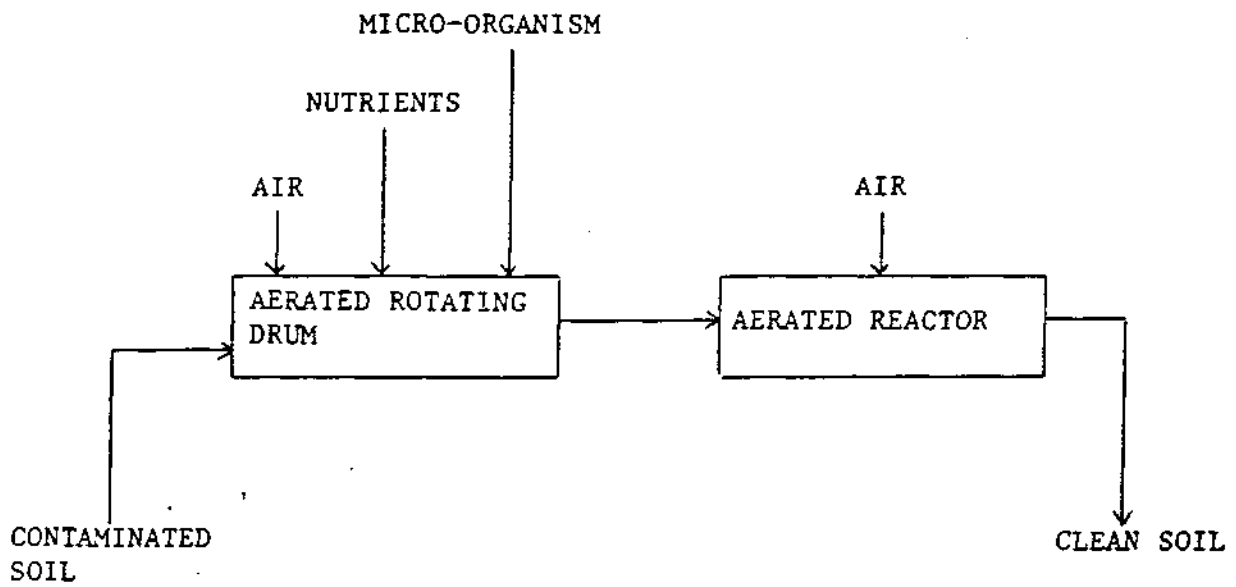 MICRO-ORGANISM
NUTRIENTS
AIR
AIR
AERATED ROTATING
DRUM
AERATED REACTOR
CONTAMINATED
SOIL
CLEAN SOIL